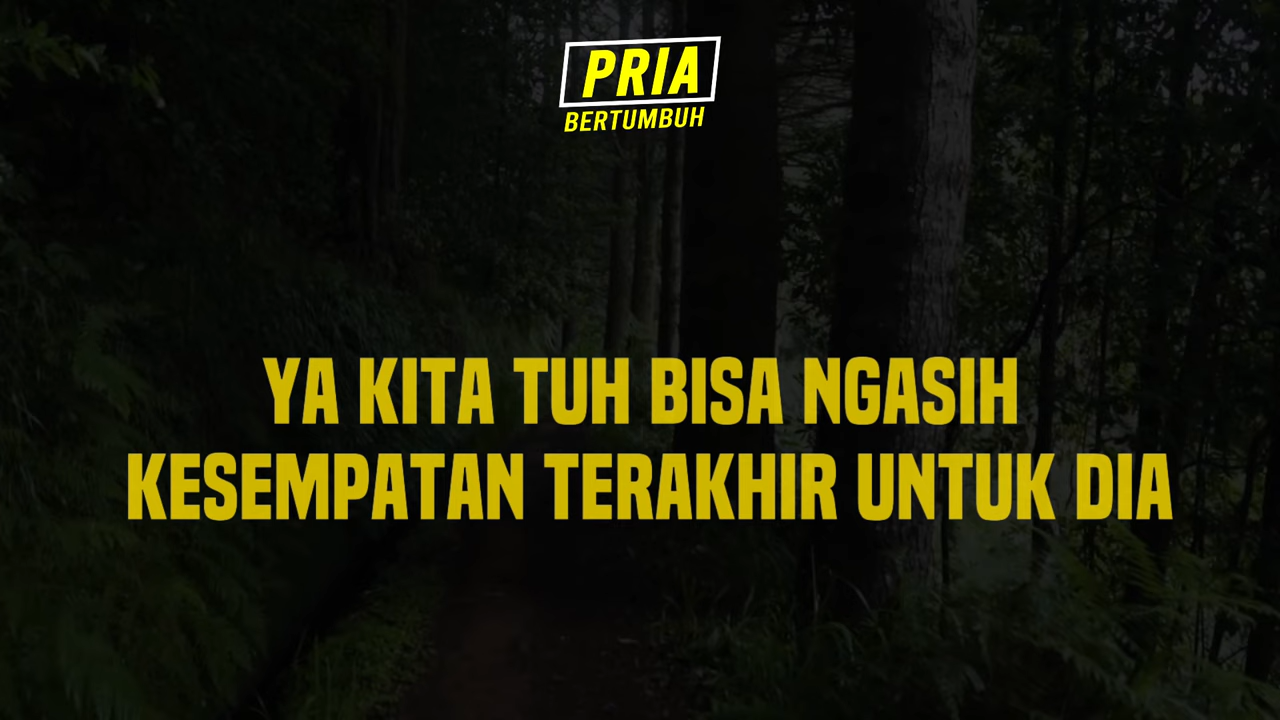 PRIA
BERTUMBUH
YA KITA TUH BISA NGASIH
KESEMPATAN TERAKHIR UNTUK DIA